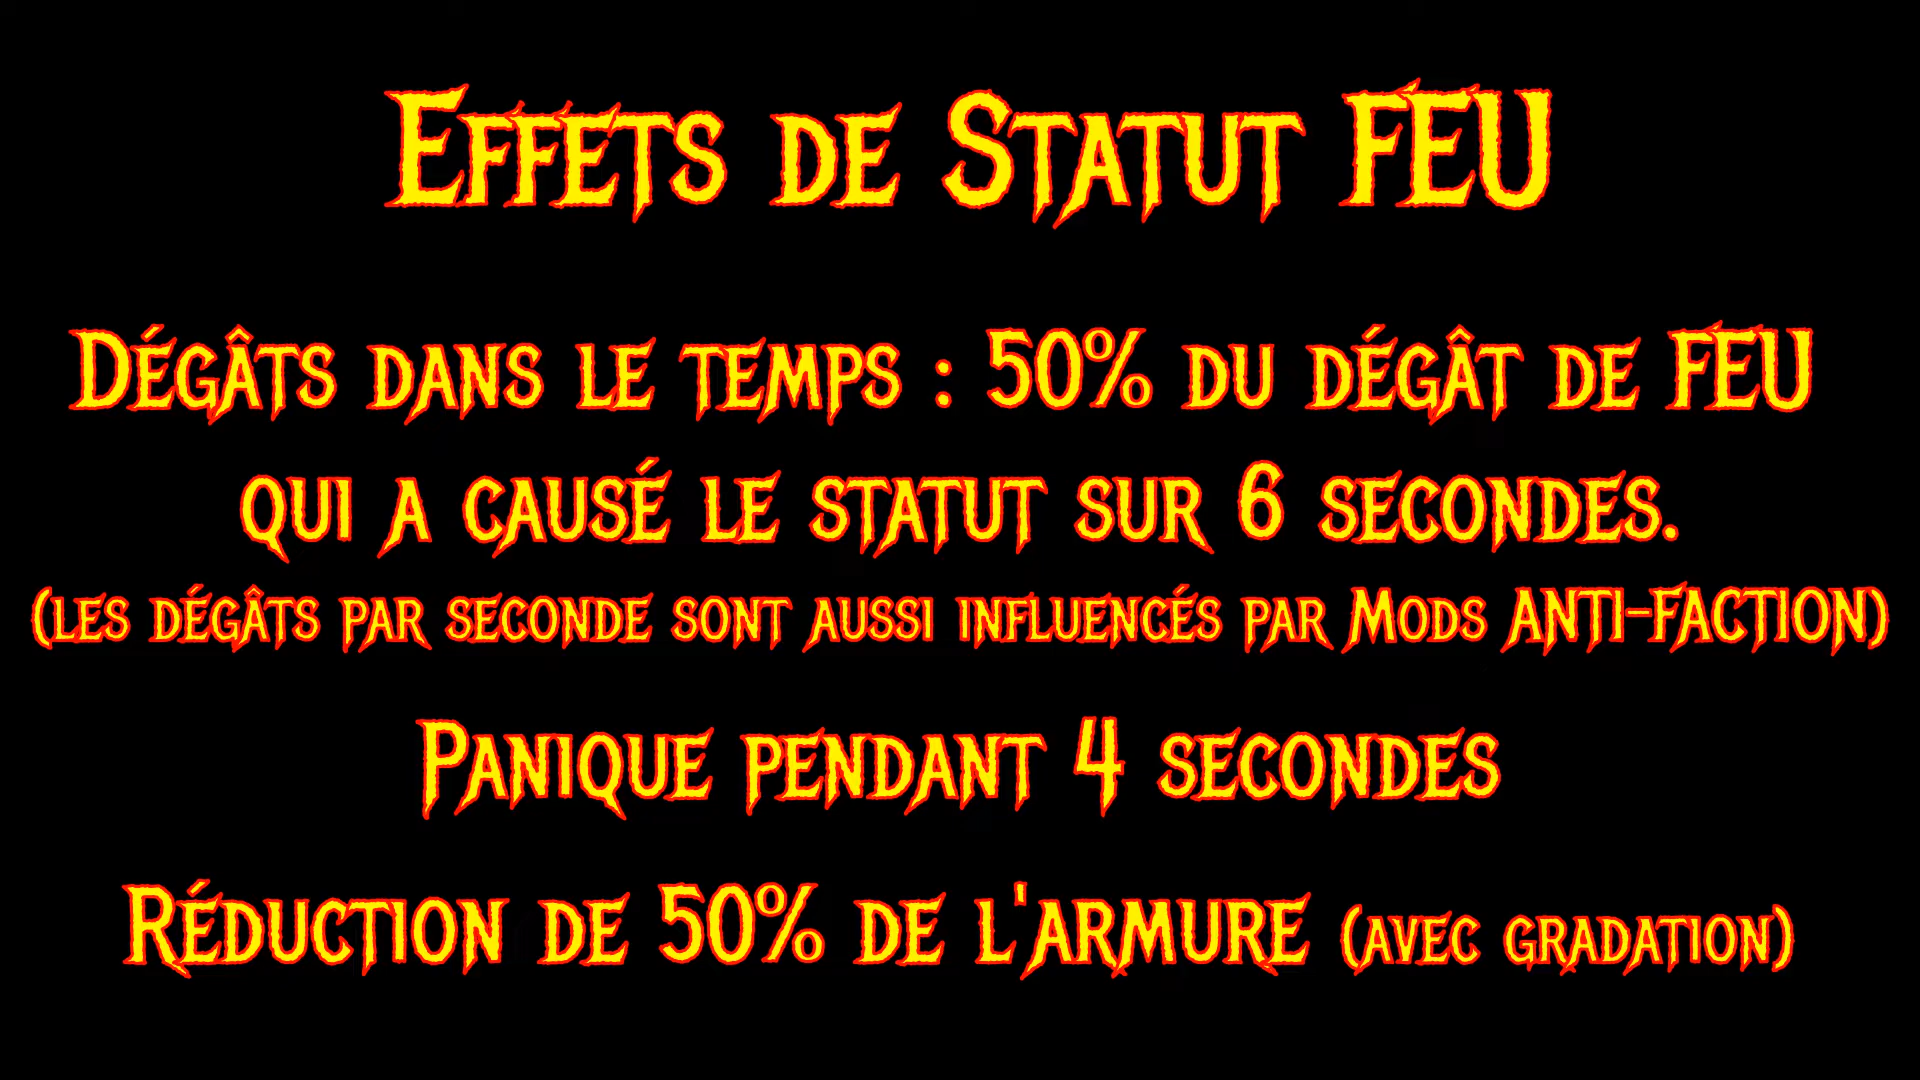 Effets de Statut FEU
Dégâts dans le temps : 50% du dégât de FEU
qui a causé le statut sur 6 secondes.
(les dégâts par seconde sont aussi influencés par Mods ANTI-FACTION)
Panique pendant 4 secondes
Réduction de 50% de l'armure (avec gradation)